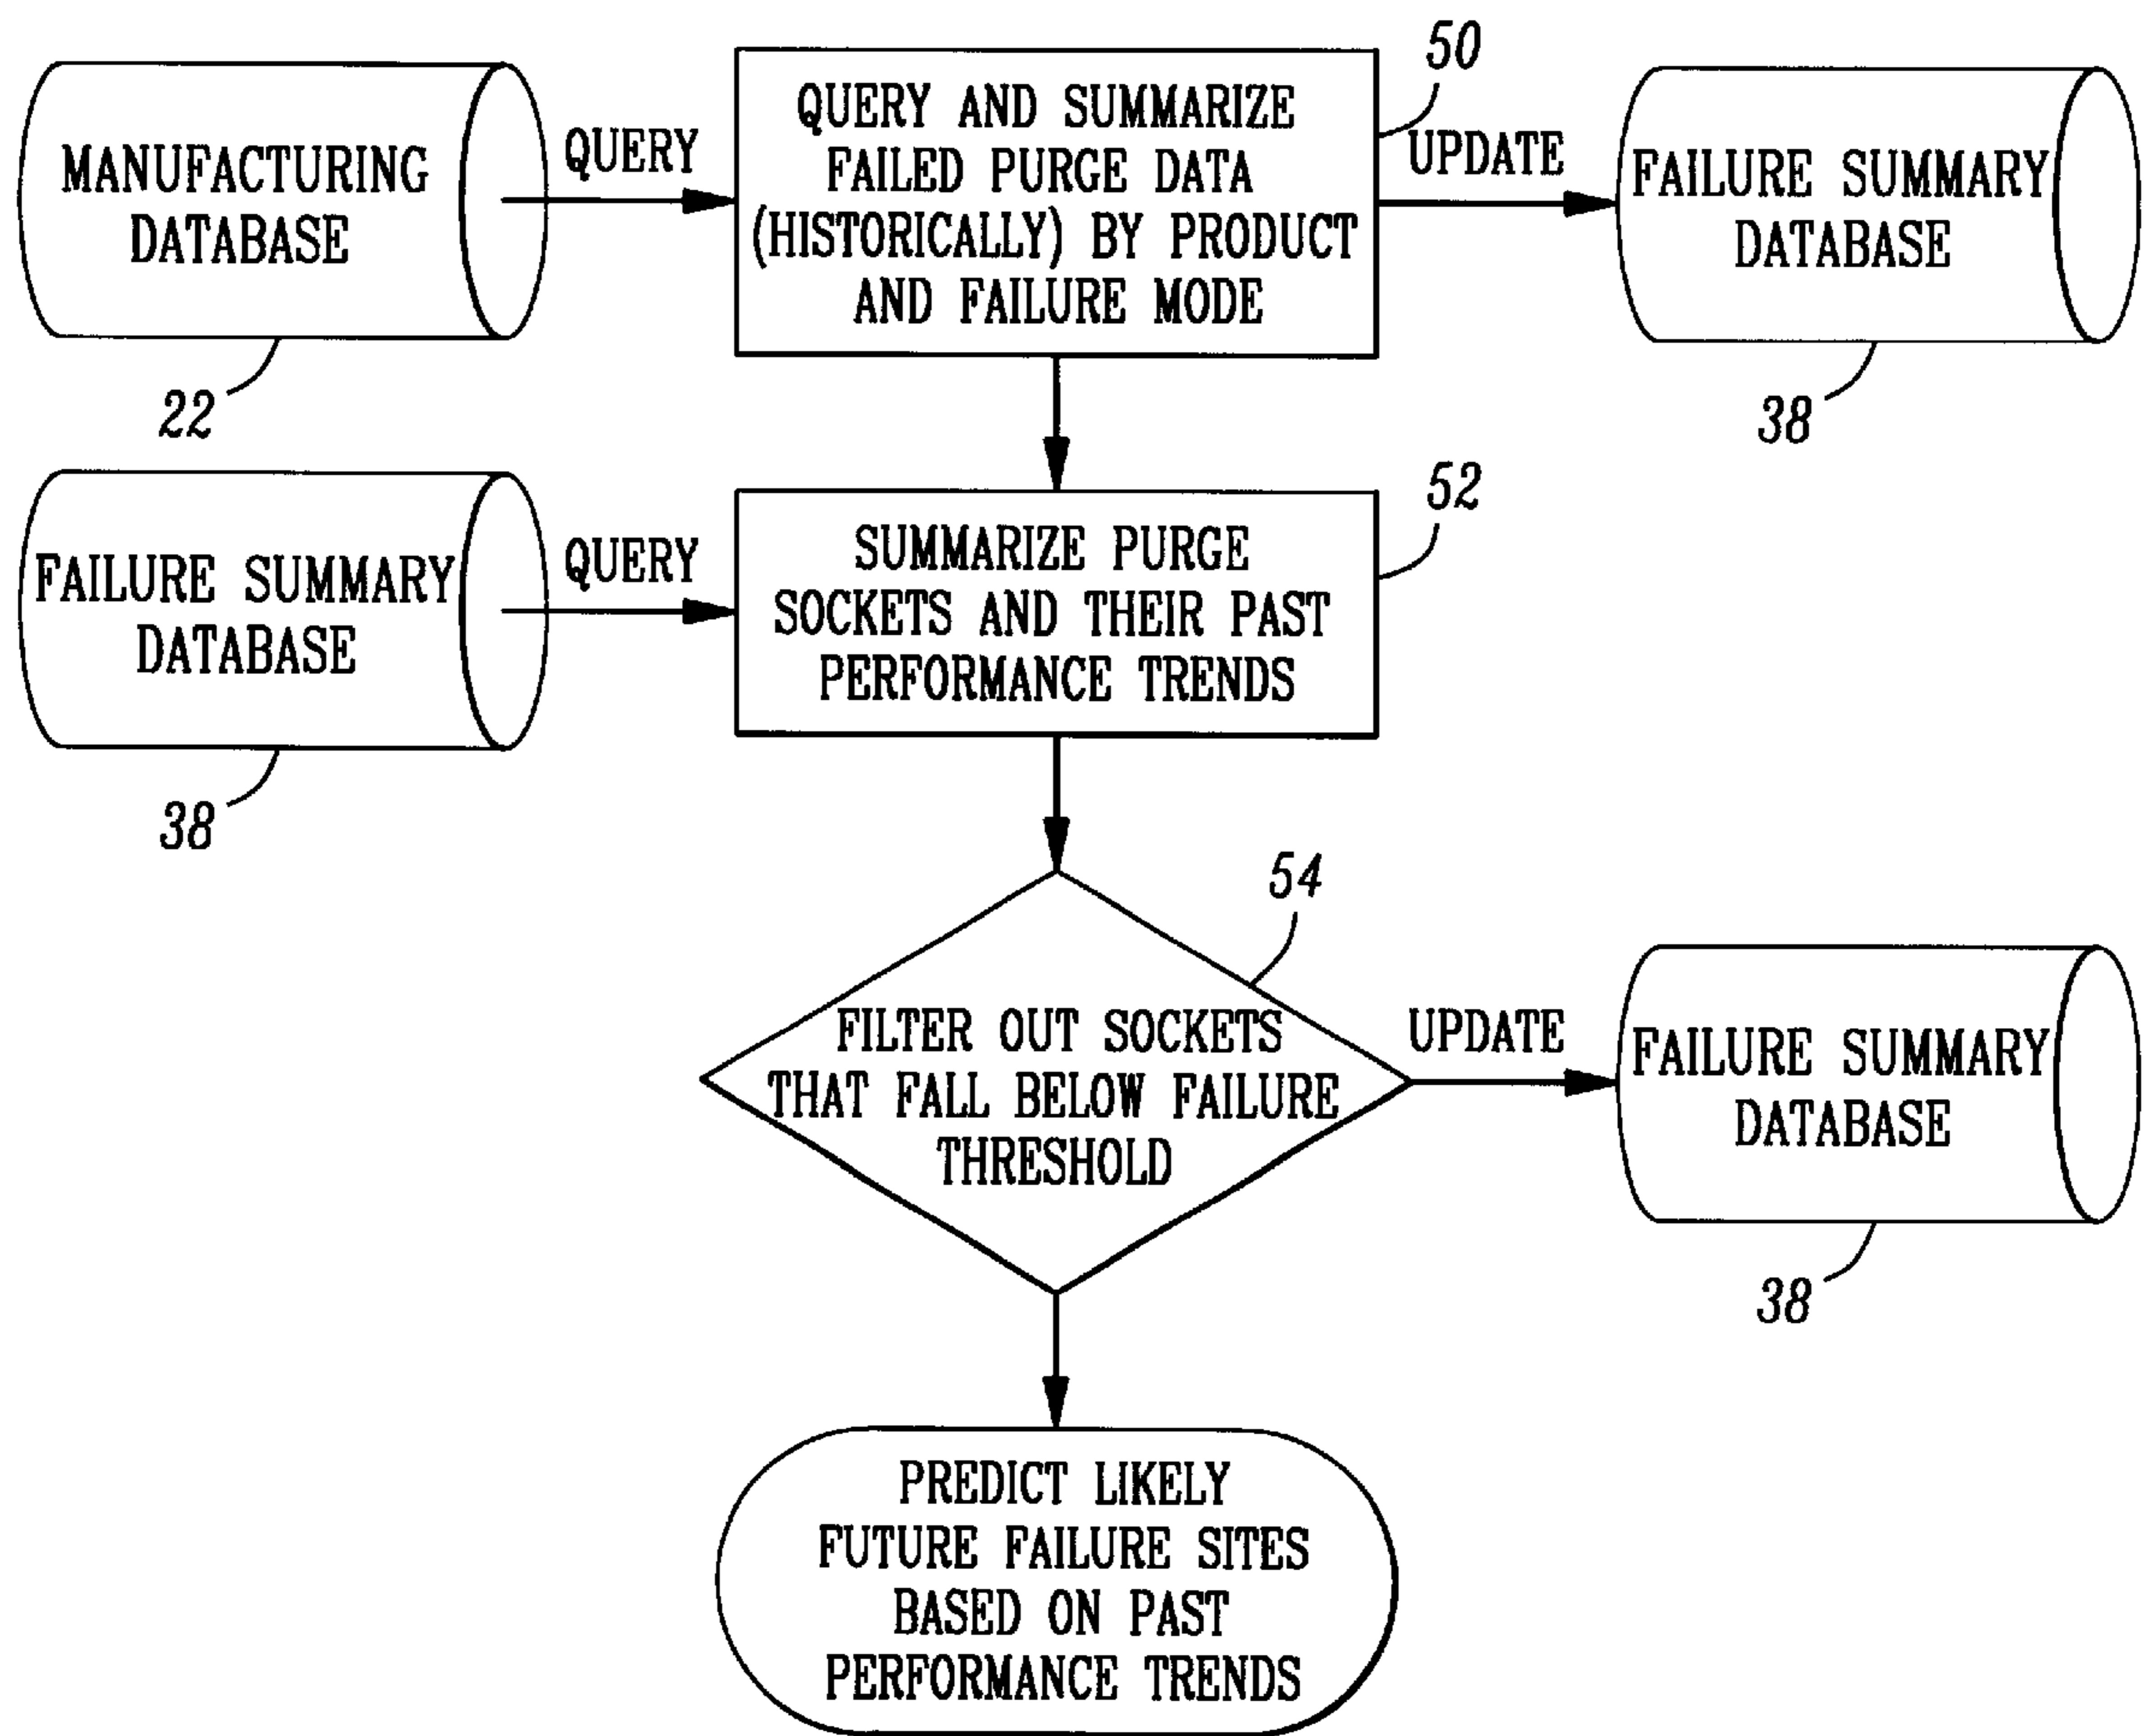 50
MANUFACTURING
DATABASE
QUERY
QUERY AND SUMMARIZE
FAILED PURGE DATA
(HISTORICALLY) BY PRODUCT
AND FAILURE MODE
UPDATE
FAILURE SUMMARY
DATABASE
22
38
52
FAILURE SUMMARY
DATABASE
QUERY
SUMMARIZE PURGE
SOCKETS AND THEIR PAST
PERFORMANCE TRENDS
38
54
FILTER OUT SOCKETS
THAT FALL BELOW FAILURE
THRESHOLD
UPDATE
FAILURE SUMMARY
DATABASE
38
PREDICT LIKELY
FUTURE FAILURE SITES
BASED ON PAST
PERFORMANCE TRENDS